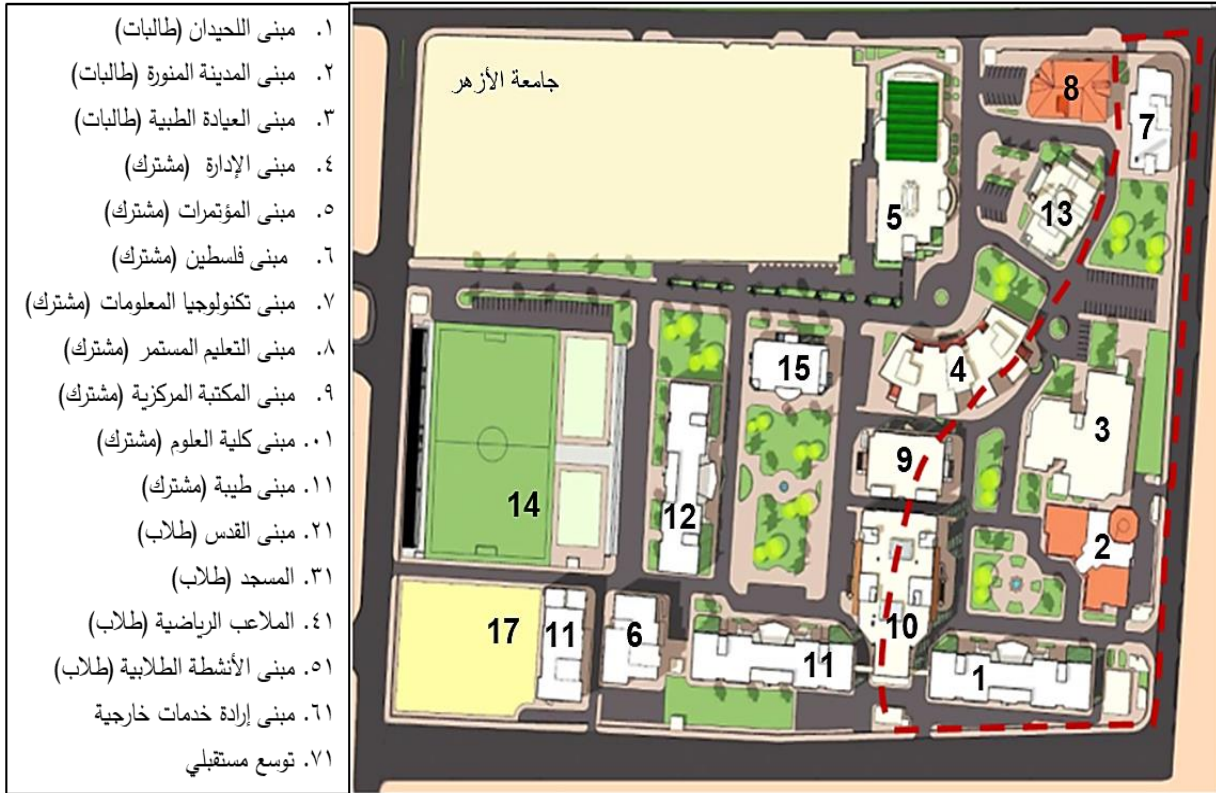 ١. مبنى اللحيدان (طالبات)
٢. مبنى المدينة المنورة (طالبات)
٣. مبنى العيادة الطبية (طالبات)
٤. مبنى الإدارة (مشترك)
٥. مبنى المؤتمرات (مشترك)
٦. مبنى فلسطين (مشترك)
٧. مبنى تكنولوجيا المعلومات (مشترك)
٨. مبنى التعليم المستمر (مشترك)
٩. مبنى المكتبة المركزية (مشترك)
٠١. مبنى كلية العلوم (مشترك)
١١. مبنى طيبة (مشترك)
٢١. مبنى القدس (طلاب)
٣١. المسجد (طلاب)
٤١. الملاعب الرياضية (طلاب)
٥١. مبنى الأنشطة الطلابية (طلاب)
٦١. مبنى إرادة خدمات خارجية
٧١. توسع مستقبلي
جامعة الأزهر
8
7
5
13
15
4
3
9
14
12
2
17
11
6
11
10
1